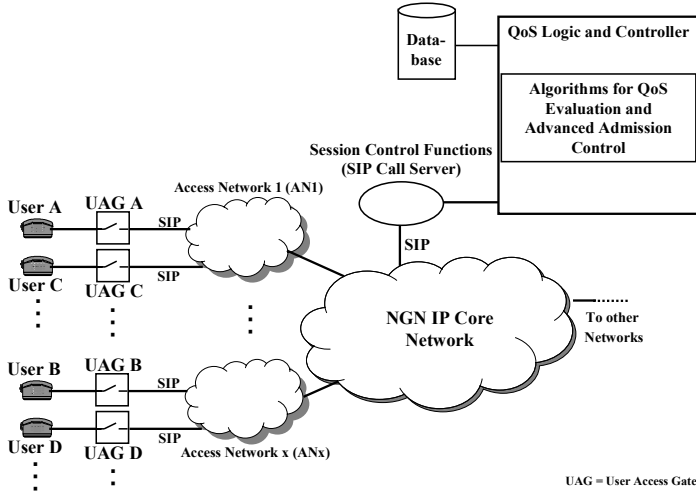 Data-
base
QoS Logic and Controller
Algorithms for QoS
Evaluation and
Advanced Admission
Control
Session Control Functions
(SIP Call Server)
SIP
Access Network 1 (AN1)
User A
UAG A
SIP
User C
UAG C
SIP
NGN IP Core
Network
To other
Networks
User B
UAG B
SIP
User D
UAG D
SIP
Access Network x (ANx)
UAG = User Access Gate